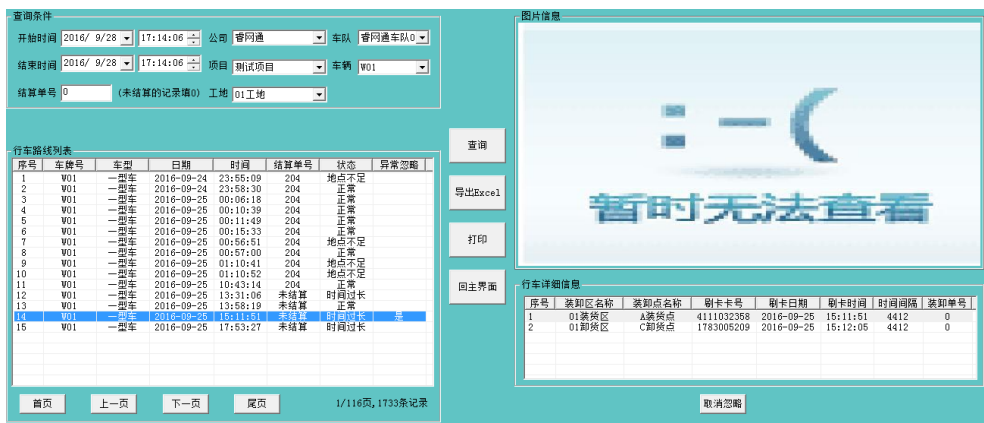 查询条件
开始时间 2016/ 9/28 17:14:06 公司 睿网通 车队 睿网通车队0
结束时间 2016/ 9/28 17:14:06 项目 测试项目 车辆 W01
结算单号 0 (未结算的记录填0) 工地 01工地
行车路线列表
序号 车牌号 车型 日期 时间 结算单号 状态 异常忽略
1 W01 一型车 2016-09-24 23:55:09 204 地点不足
2 W01 一型车 2016-09-24 23:58:30 204 正常
3 W01 一型车 2016-09-25 00:06:18 204 正常
4 W01 一型车 2016-09-25 00:10:39 204 正常
5 W01 一型车 2016-09-25 00:11:49 204 正常
6 W01 一型车 2016-09-25 00:15:33 204 正常
7 W01 一型车 2016-09-25 00:56:51 204 地点不足
8 W01 一型车 2016-09-25 00:57:00 204 正常
9 W01 一型车 2016-09-25 01:10:41 204 地点不足
10 W01 一型车 2016-09-25 01:10:52 204 地点不足
11 W01 一型车 2016-09-25 10:43:14 204 正常
12 W01 一型车 2016-09-25 13:31:06 未结算 时间过长
13 W01 一型车 2016-09-25 13:58:19 未结算 正常
14 W01 一型车 2016-09-25 15:11:51 未结算 时间过长 是
15 W01 一型车 2016-09-25 17:53:27 未结算 时间过长
首页 上一页 下一页 尾页 1/116页,1733条记录
查询
导出Excel
打印
回主界面
图片信息
:-(
暂时无法查看
行车详细信息
序号 装卸区名称 装卸点名称 刷卡卡号 刷卡日期 刷卡时间 时间间隔 装卸单号
1 01装货区 A装货点 4111032358 2016-09-25 15:11:51 4412 0
2 01卸货区 C卸货点 1783005209 2016-09-25 15:12:05 4412 0
取消忽略